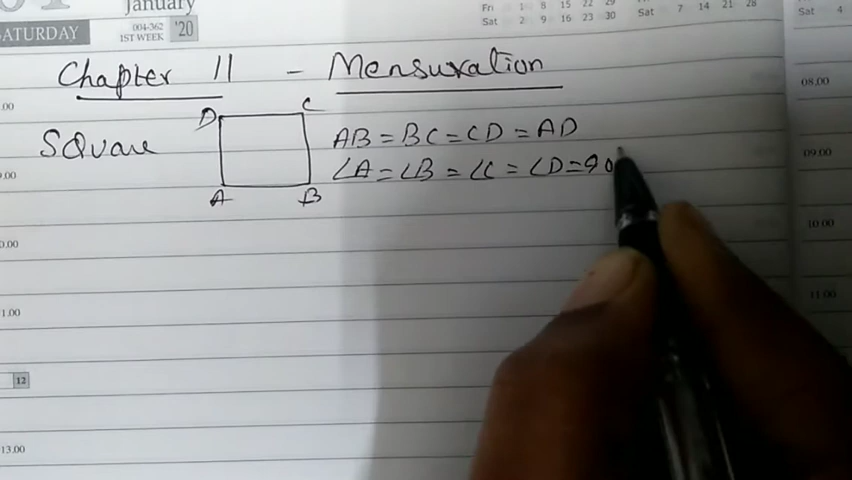 January
SATURDAY
004-362
1ST WEEK
'20
Fri 1 8 15 22 29
Sat 2 9 16 23 30
Sat 7 14 21 28
Sat 4
Chapter 11 - Mensuration
08.00
D C
Square
AB = BC = CD = AD
09.00
∠A = ∠B = ∠C = ∠D = 90
A B
10.00
11.00
12
13.00